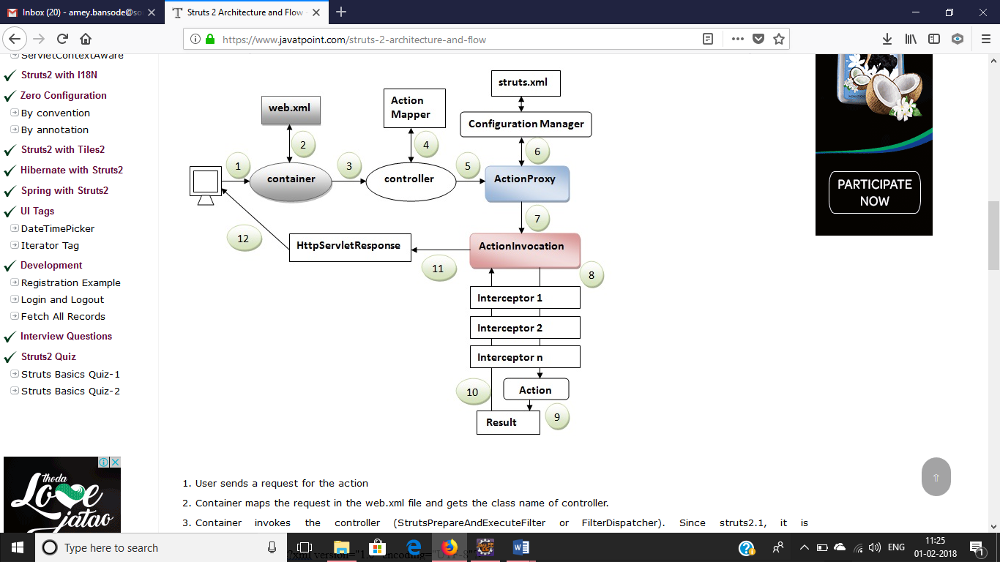 Inbox (20) - amey.bansode@so
Struts 2 Architecture and Flow -
https://www.javatpoint.com/struts-2-architecture-and-flow
ServletContextAware
Struts2 with I18N
Zero Configuration
By convention
By annotation
Struts2 with Tiles2
Hibernate with Struts2
Spring with Struts2
UI Tags
DateTimePicker
Iterator Tag
Development
Registration Example
Login and Logout
Fetch All Records
Interview Questions
Struts2 Quiz
Struts Basics Quiz-1
Struts Basics Quiz-2
thoda
Love
jatao
struts.xml
Action
Mapper
web.xml
Configuration Manager
2
4
6
1
container
3
controller
5
ActionProxy
7
12
HttpServletResponse
ActionInvocation
11
8
Interceptor 1
Interceptor 2
Interceptor n
10
Action
9
Result
1. User sends a request for the action
2. Container maps the request in the web.xml file and gets the class name of controller.
3. Container invokes the controller (StrutsPrepareAndExecuteFilter or FilterDispatcher). Since struts2.1, it is
PARTICIPATE
NOW
Type here to search
?xml version="1.0" encoding="UTF-8"?
ENG
11:25
01-02-2018
1